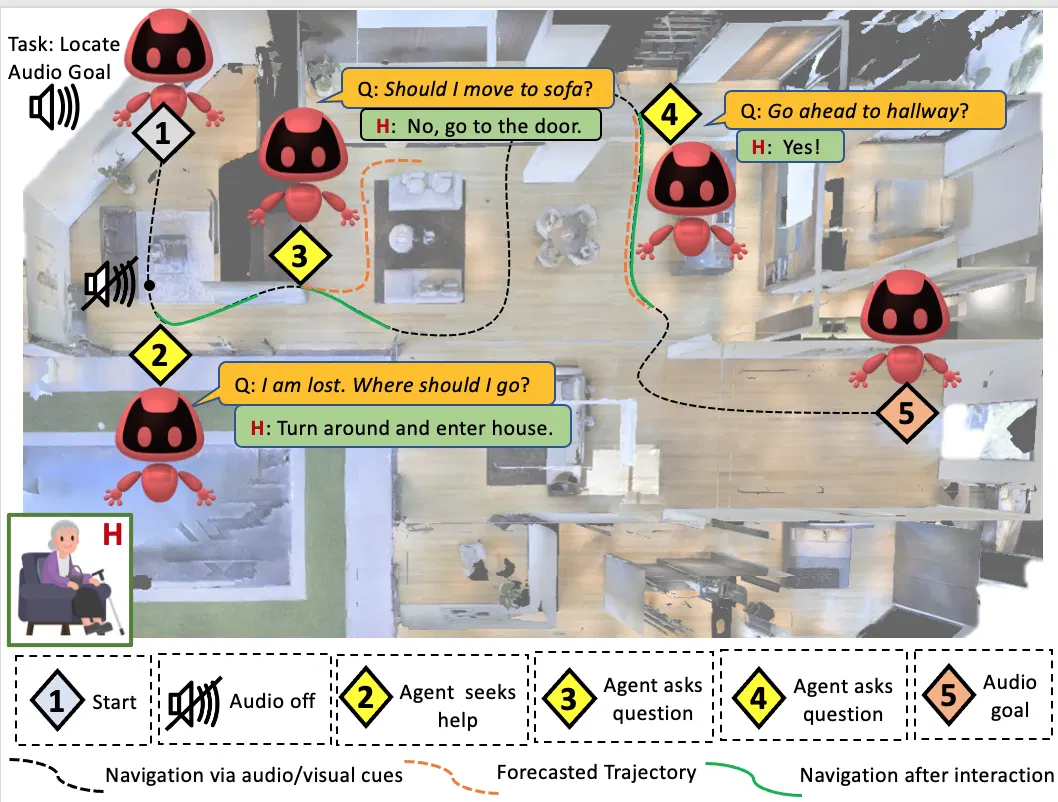 Task: Locate
Audio Goal
1
Q: Should I move to sofa?
H: No, go to the door.
3
4
Q: Go ahead to hallway?
H: Yes!
2
Q: I am lost. Where should I go?
H: Turn around and enter house.
5
H
1 Start
Audio off
2 Agent seeks
help
3 Agent asks
question
4 Agent asks
question
5 Audio
goal
Navigation via audio/visual cues
Forecasted Trajectory
Navigation after interaction